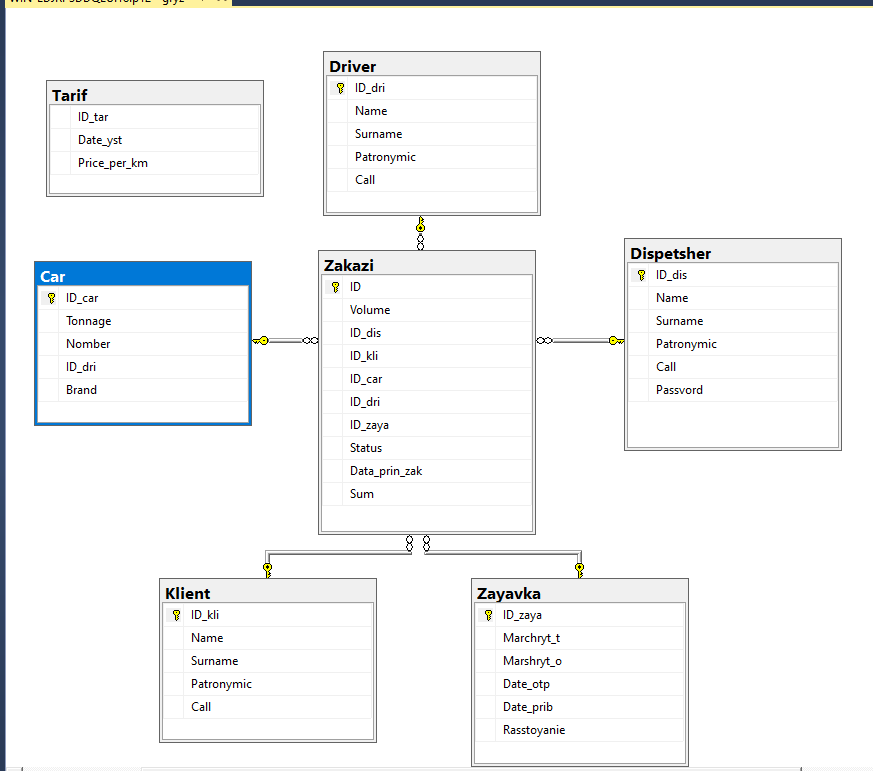 Tarif
ID_tar
Date_yst
Price_per_km
Driver
ID_dri
Name
Surname
Patronymic
Call
Car
ID_car
Tonnage
Nomber
ID_dri
Brand
Zakazi
ID
Volume
ID_dis
ID_kli
ID_car
ID_dri
ID_zaya
Status
Data_prin_zak
Sum
Dispetsher
ID_dis
Name
Surname
Patronymic
Call
Passvord
Klient
ID_kli
Name
Surname
Patronymic
Call
Zayavka
ID_zaya
Marchryt_t
Marshryt_o
Date_otp
Date_prib
Rasstoyanie